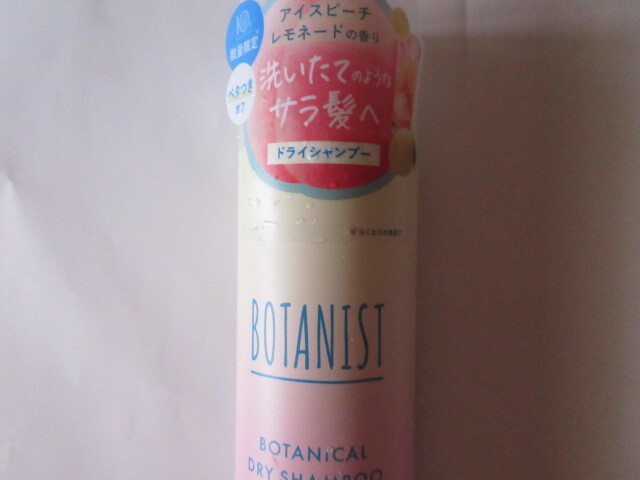 アイスピーチ
レモネードの香り
数量限定
ベタつき
オフ
洗いたてのような
サラ髪へ
ドライシャンプー
BOTANIST
BOTANICAL
DRY SHAMPOO